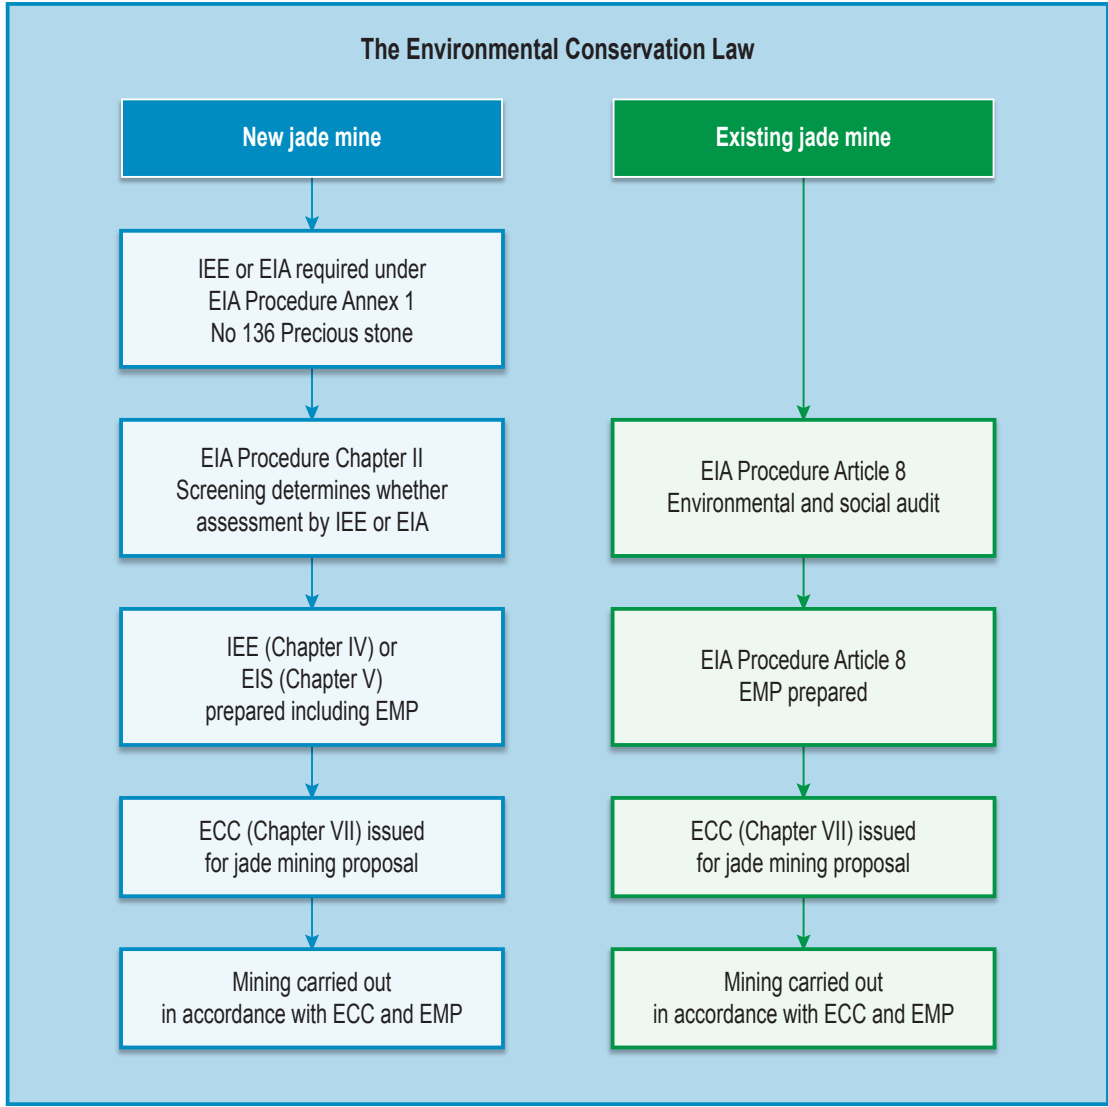 The Environmental Conservation Law
New jade mine
IEE or EIA required under
EIA Procedure Annex 1
No 136 Precious stone
EIA Procedure Chapter II
Screening determines whether
assessment by IEE or EIA
IEE (Chapter IV) or
EIS (Chapter V)
prepared including EMP
ECC (Chapter VII) issued
for jade mining proposal
Mining carried out
in accordance with ECC and EMP
Existing jade mine
EIA Procedure Article 8
Environmental and social audit
EIA Procedure Article 8
EMP prepared
ECC (Chapter VII) issued
for jade mining proposal
Mining carried out
in accordance with ECC and EMP